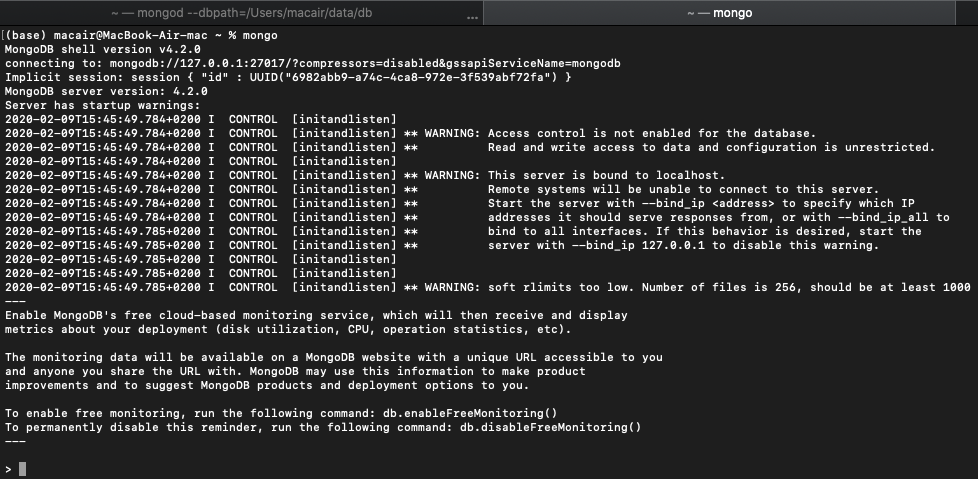 ~ — mongod --dbpath=/Users/macair/data/db ... ~ — mongo
[(base) macair@MacBook-Air-mac ~ % mongo
MongoDB shell version v4.2.0
connecting to: mongodb://127.0.0.1:27017/?compressors=disabled&gssapiServiceName=mongodb
Implicit session: session { "id" : UUID("6982abb9-a74c-4ca8-972e-3f539abf72fa") }
MongoDB server version: 4.2.0
Server has startup warnings:
2020-02-09T15:45:49.784+0200 I  CONTROL  [initandlisten]
2020-02-09T15:45:49.784+0200 I  CONTROL  [initandlisten] ** WARNING: Access control is not enabled for the database.
2020-02-09T15:45:49.784+0200 I  CONTROL  [initandlisten] **          Read and write access to data and configuration is unrestricted.
2020-02-09T15:45:49.784+0200 I  CONTROL  [initandlisten]
2020-02-09T15:45:49.784+0200 I  CONTROL  [initandlisten] ** WARNING: This server is bound to localhost.
2020-02-09T15:45:49.784+0200 I  CONTROL  [initandlisten] **          Remote systems will be unable to connect to this server.
2020-02-09T15:45:49.784+0200 I  CONTROL  [initandlisten] **          Start the server with --bind_ip <address> to specify which IP
2020-02-09T15:45:49.784+0200 I  CONTROL  [initandlisten] **          addresses it should serve responses from, or with --bind_ip_all to
2020-02-09T15:45:49.785+0200 I  CONTROL  [initandlisten] **          bind to all interfaces. If this behavior is desired, start the
2020-02-09T15:45:49.785+0200 I  CONTROL  [initandlisten] **          server with --bind_ip 127.0.0.1 to disable this warning.
2020-02-09T15:45:49.785+0200 I  CONTROL  [initandlisten]
2020-02-09T15:45:49.785+0200 I  CONTROL  [initandlisten]
2020-02-09T15:45:49.785+0200 I  CONTROL  [initandlisten] ** WARNING: soft rlimits too low. Number of files is 256, should be at least 1000
---
Enable MongoDB's free cloud-based monitoring service, which will then receive and display
metrics about your deployment (disk utilization, CPU, operation statistics, etc).
The monitoring data will be available on a MongoDB website with a unique URL accessible to you
and anyone you share the URL with. MongoDB may use this information to make product
improvements and to suggest MongoDB products and deployment options to you.
To enable free monitoring, run the following command: db.enableFreeMonitoring()
To permanently disable this reminder, run the following command: db.disableFreeMonitoring()
---
>